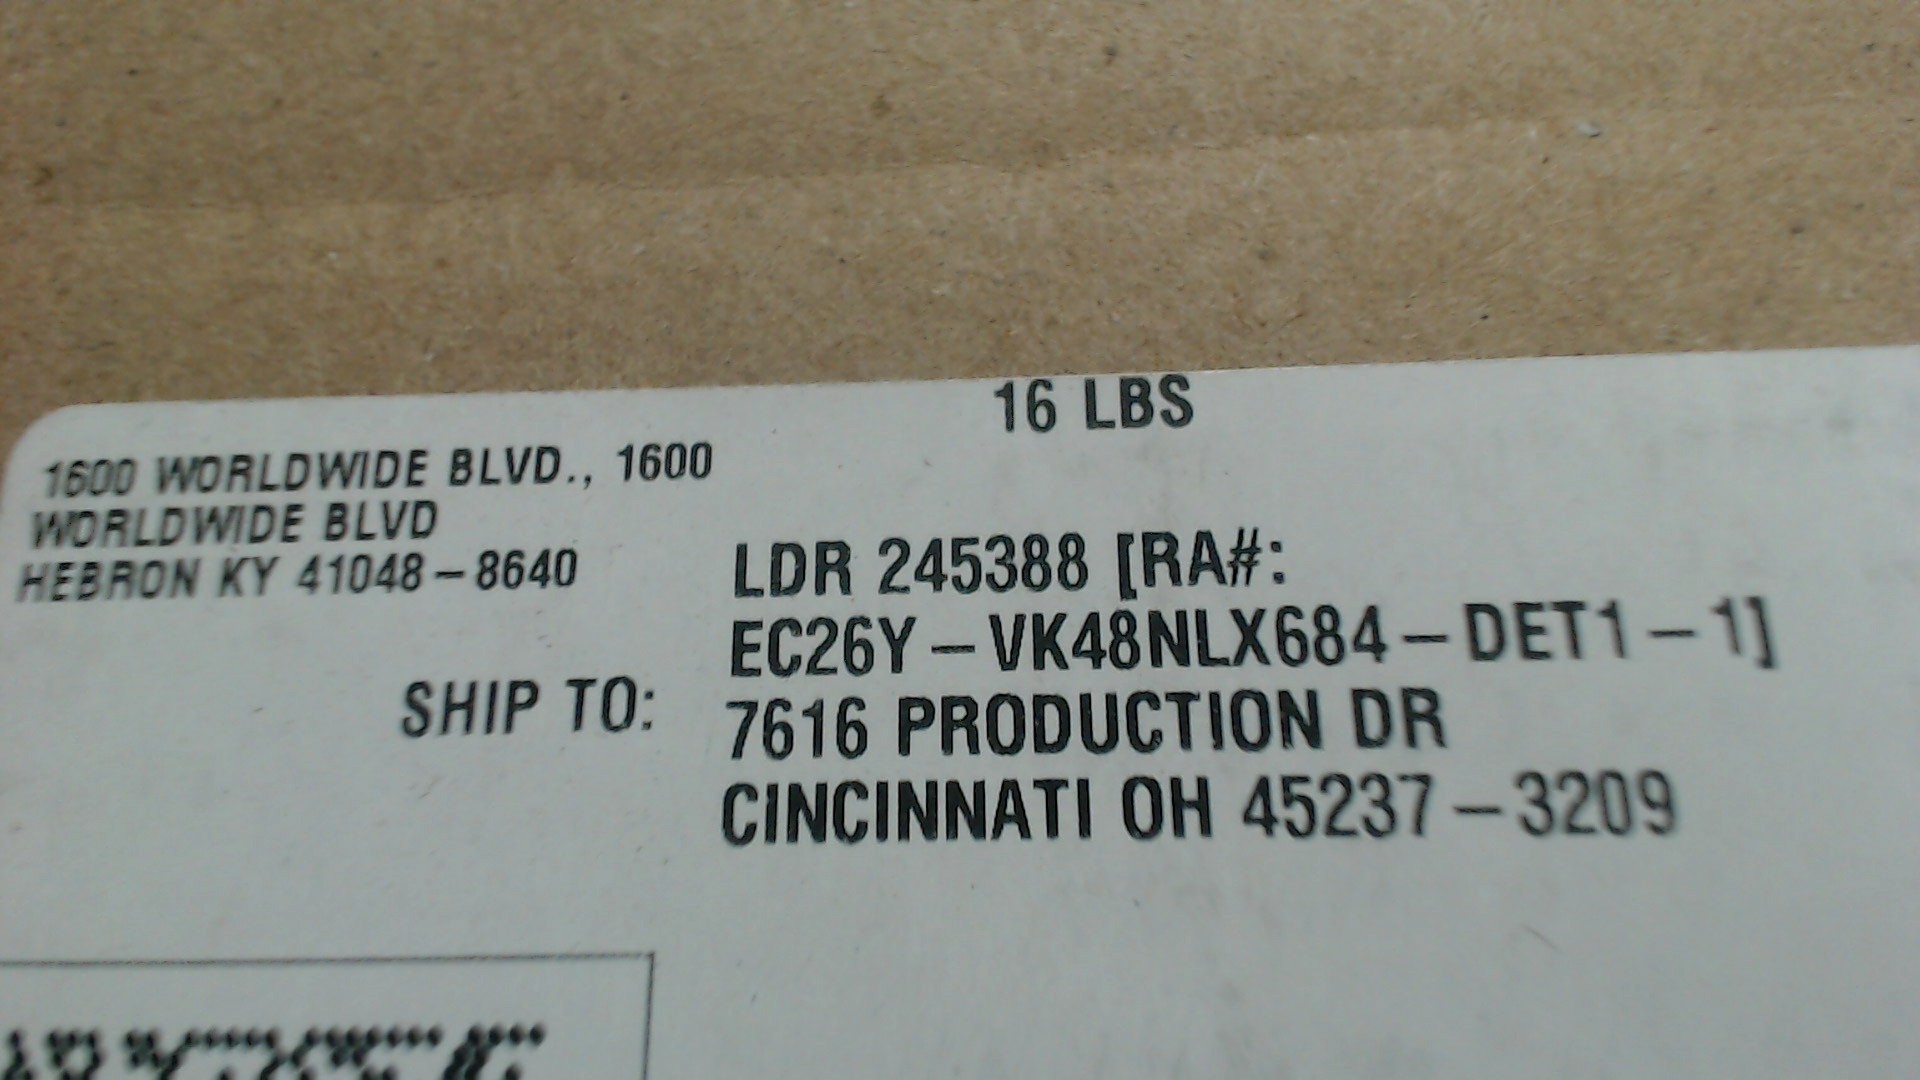 16 LBS
1600 WORLDWIDE BLVD., 1600
WORLDWIDE BLVD
HEBRON KY 41048-8640
LDR 245388 [RA#:
EC26Y-VK48NLX684-DET1-1]
SHIP TO: 7616 PRODUCTION DR
CINCINNATI OH 45237-3209